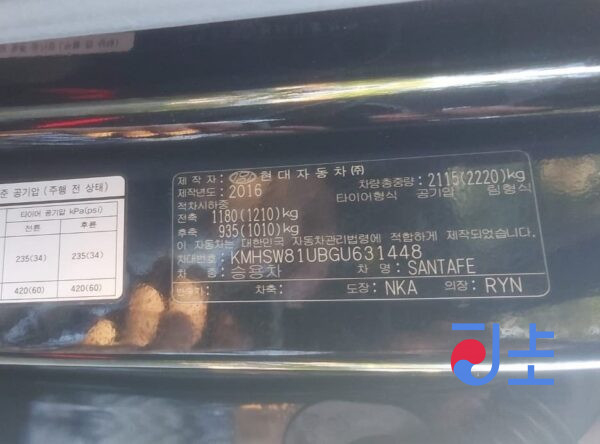 준 공기압 (주행 전 상태)
타이어 공기압 kPa(psi)
전륜 후륜
235(34) 235(34)
420(60) 420(60)
제 작 자: 현대자동차㈜
제작년도: 2016 차량총중량: 2115(2220)kg
적차시하중 타이어형식 공기압 림형식
전축 1180(1210)kg
후축 935(1010)kg
이 자동차는 대한민국 자동차관리법령에 적합하게 제작되었습니다.
차대번호: KMHSW81UBGU631448
차 종: 승용차 차 명: SANTAFE
차축: 도장: NKA 의장: RYN